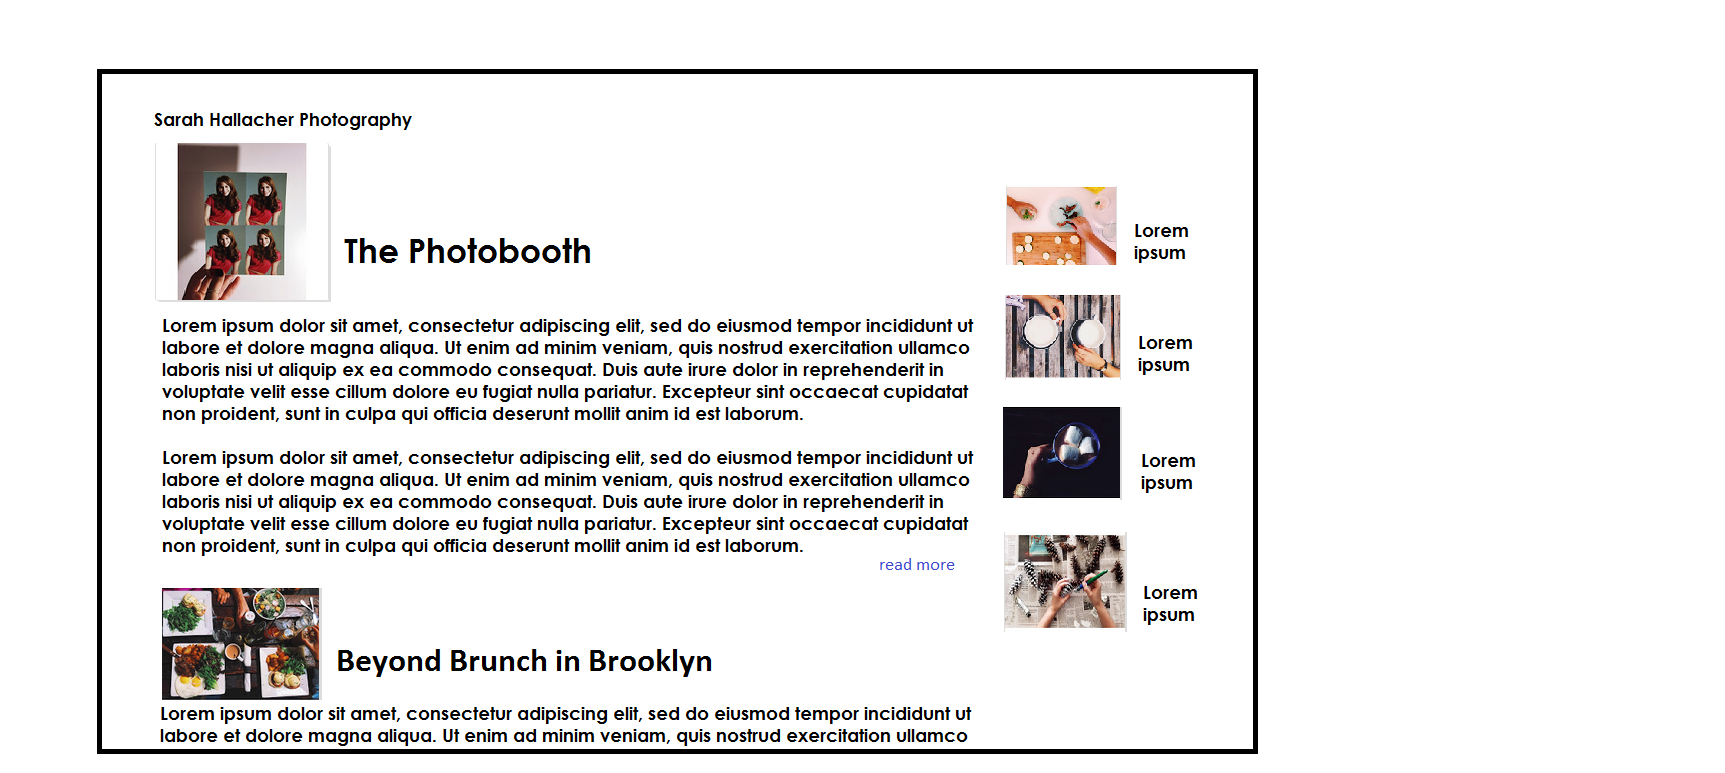 Sarah Hallacher Photography
The Photobooth
Lorem ipsum dolor sit amet, consectetur adipiscing elit, sed do eiusmod tempor incididunt ut
labore et dolore magna aliqua. Ut enim ad minim veniam, quis nostrud exercitation ullamco
laboris nisi ut aliquip ex ea commodo consequat. Duis aute irure dolor in reprehenderit in
voluptate velit esse cillum dolore eu fugiat nulla pariatur. Excepteur sint occaecat cupidatat
non proident, sunt in culpa qui officia deserunt mollit anim id est laborum.
Lorem ipsum dolor sit amet, consectetur adipiscing elit, sed do eiusmod tempor incididunt ut
labore et dolore magna aliqua. Ut enim ad minim veniam, quis nostrud exercitation ullamco
laboris nisi ut aliquip ex ea commodo consequat. Duis aute irure dolor in reprehenderit in
voluptate velit esse cillum dolore eu fugiat nulla pariatur. Excepteur sint occaecat cupidatat
non proident, sunt in culpa qui officia deserunt mollit anim id est laborum.
read more
Beyond Brunch in Brooklyn
Lorem ipsum dolor sit amet, consectetur adipiscing elit, sed do eiusmod tempor incididunt ut
labore et dolore magna aliqua. Ut enim ad minim veniam, quis nostrud exercitation ullamco
Lorem
ipsum
Lorem
ipsum
Lorem
ipsum
Lorem
ipsum